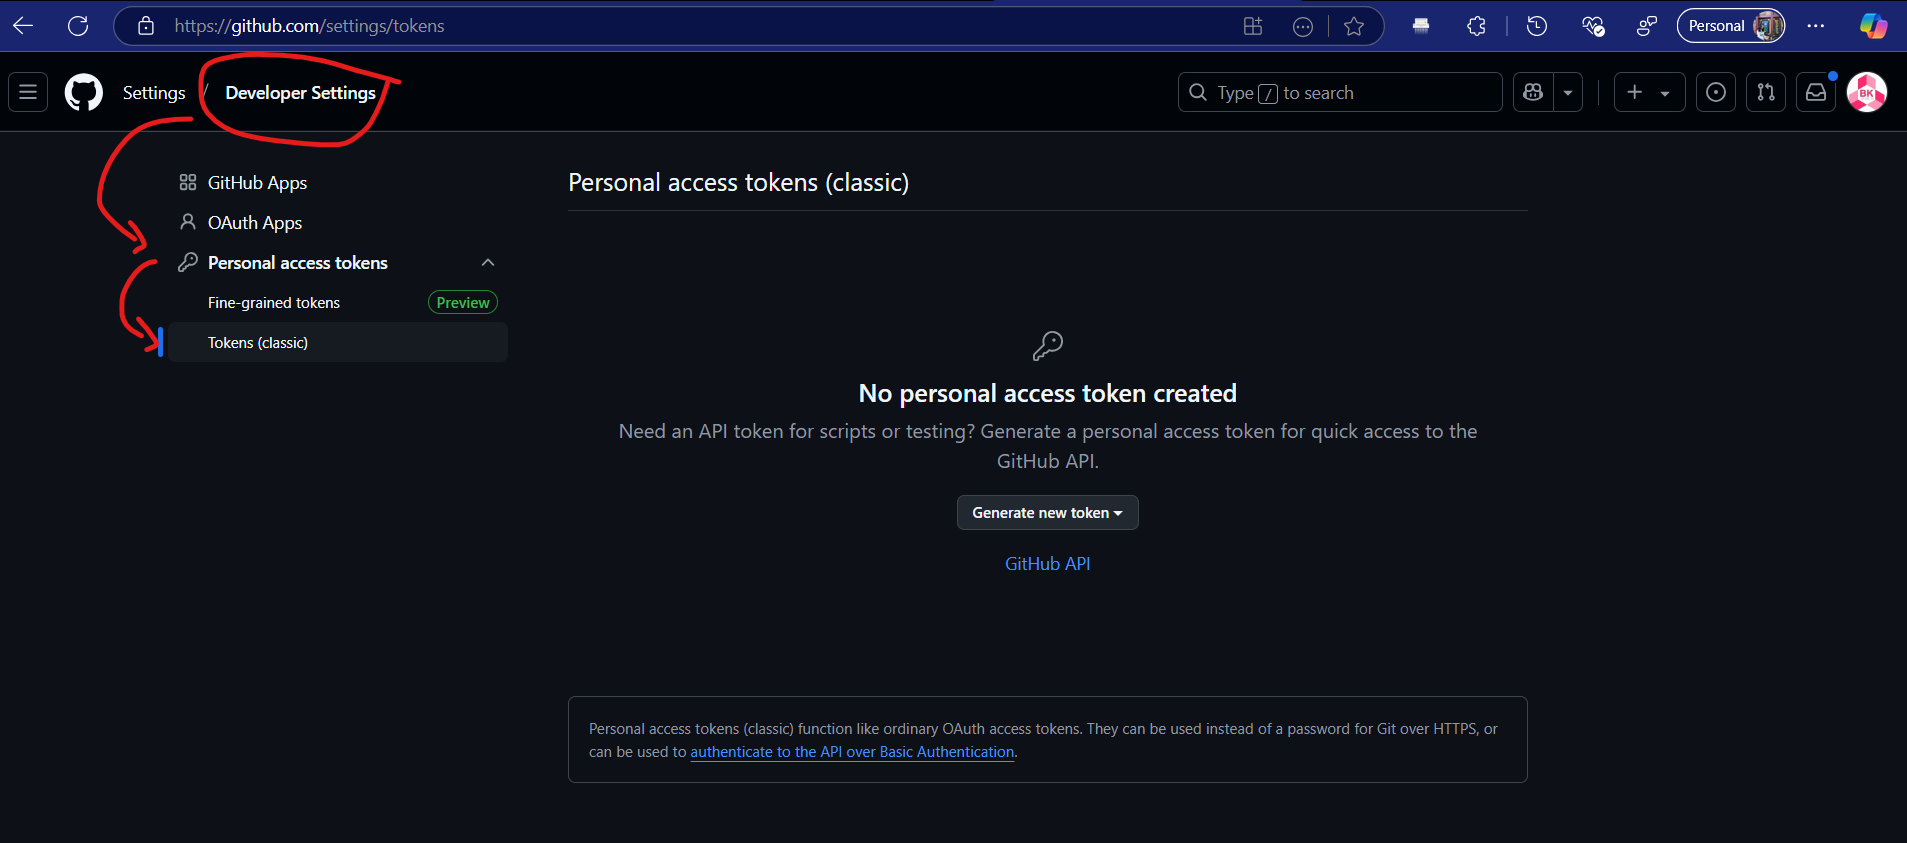 https://github.com/settings/tokens
Personal
Settings / Developer Settings
Type / to search
BK
GitHub Apps
OAuth Apps
Personal access tokens
Fine-grained tokens Preview
Tokens (classic)
Personal access tokens (classic)
No personal access token created
Need an API token for scripts or testing? Generate a personal access token for quick access to the
GitHub API.
Generate new token
GitHub API
Personal access tokens (classic) function like ordinary OAuth access tokens. They can be used instead of a password for Git over HTTPS, or
can be used to authenticate to the API over Basic Authentication.